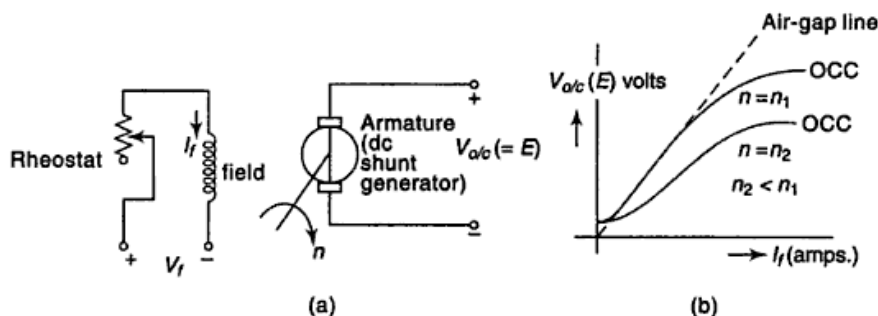 Rheostat
I_f
field
+
V_f
−
Armature
(dc
shunt
generator)
n
+
V_o/c (= E)
−
(a)
Air-gap line
V_o/c (E) volts
OCC
n = n_1
OCC
n = n_2
n_2 < n_1
I_f (amps.)
(b)